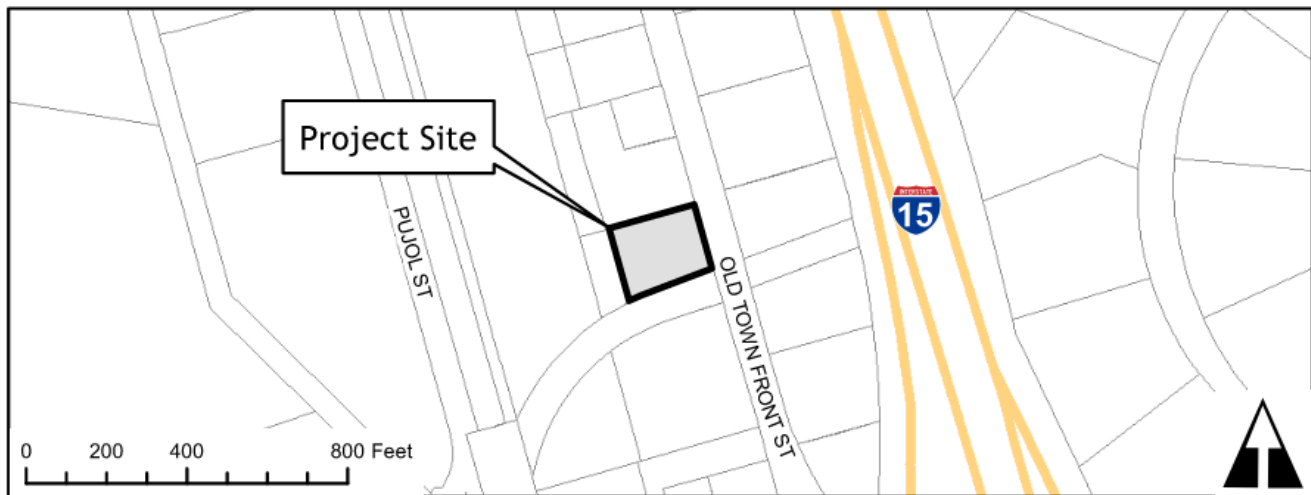 Project Site
PUJOL ST
OLD TOWN FRONT ST
INTERSTATE
15
0 200 400 800 Feet